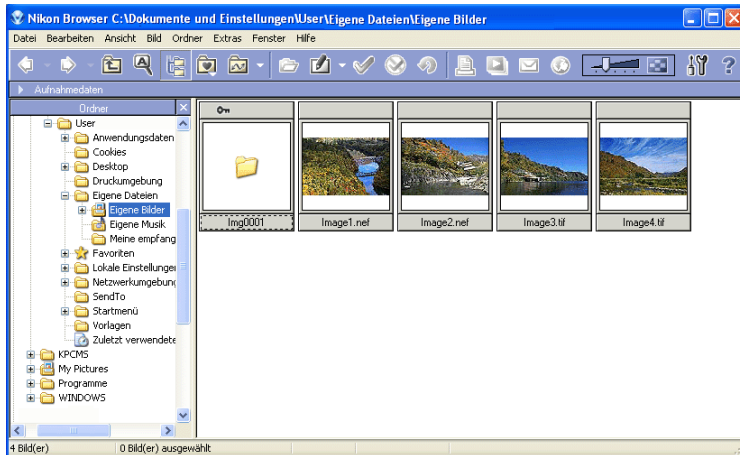 Nikon Browser C:\Dokumente und Einstellungen\User\Eigene Dateien\Eigene Bilder
Datei Bearbeiten Ansicht Bild Ordner Extras Fenster Hilfe
Aufnahmedaten
Ordner
User
Anwendungsdaten
Cookies
Desktop
Druckumgebung
Eigene Dateien
Eigene Bilder
Eigene Musik
Meine empfang
Favoriten
Lokale Einstellungen
Netzwerkumgebung
SendTo
Startmenü
Vorlagen
Zuletzt verwendete
KPCMS
My Pictures
Programme
WINDOWS
Img0001 Image1.nef Image2.nef Image3.tif Image4.tif
4 Bild(er) 0 Bild(er) ausgewählt